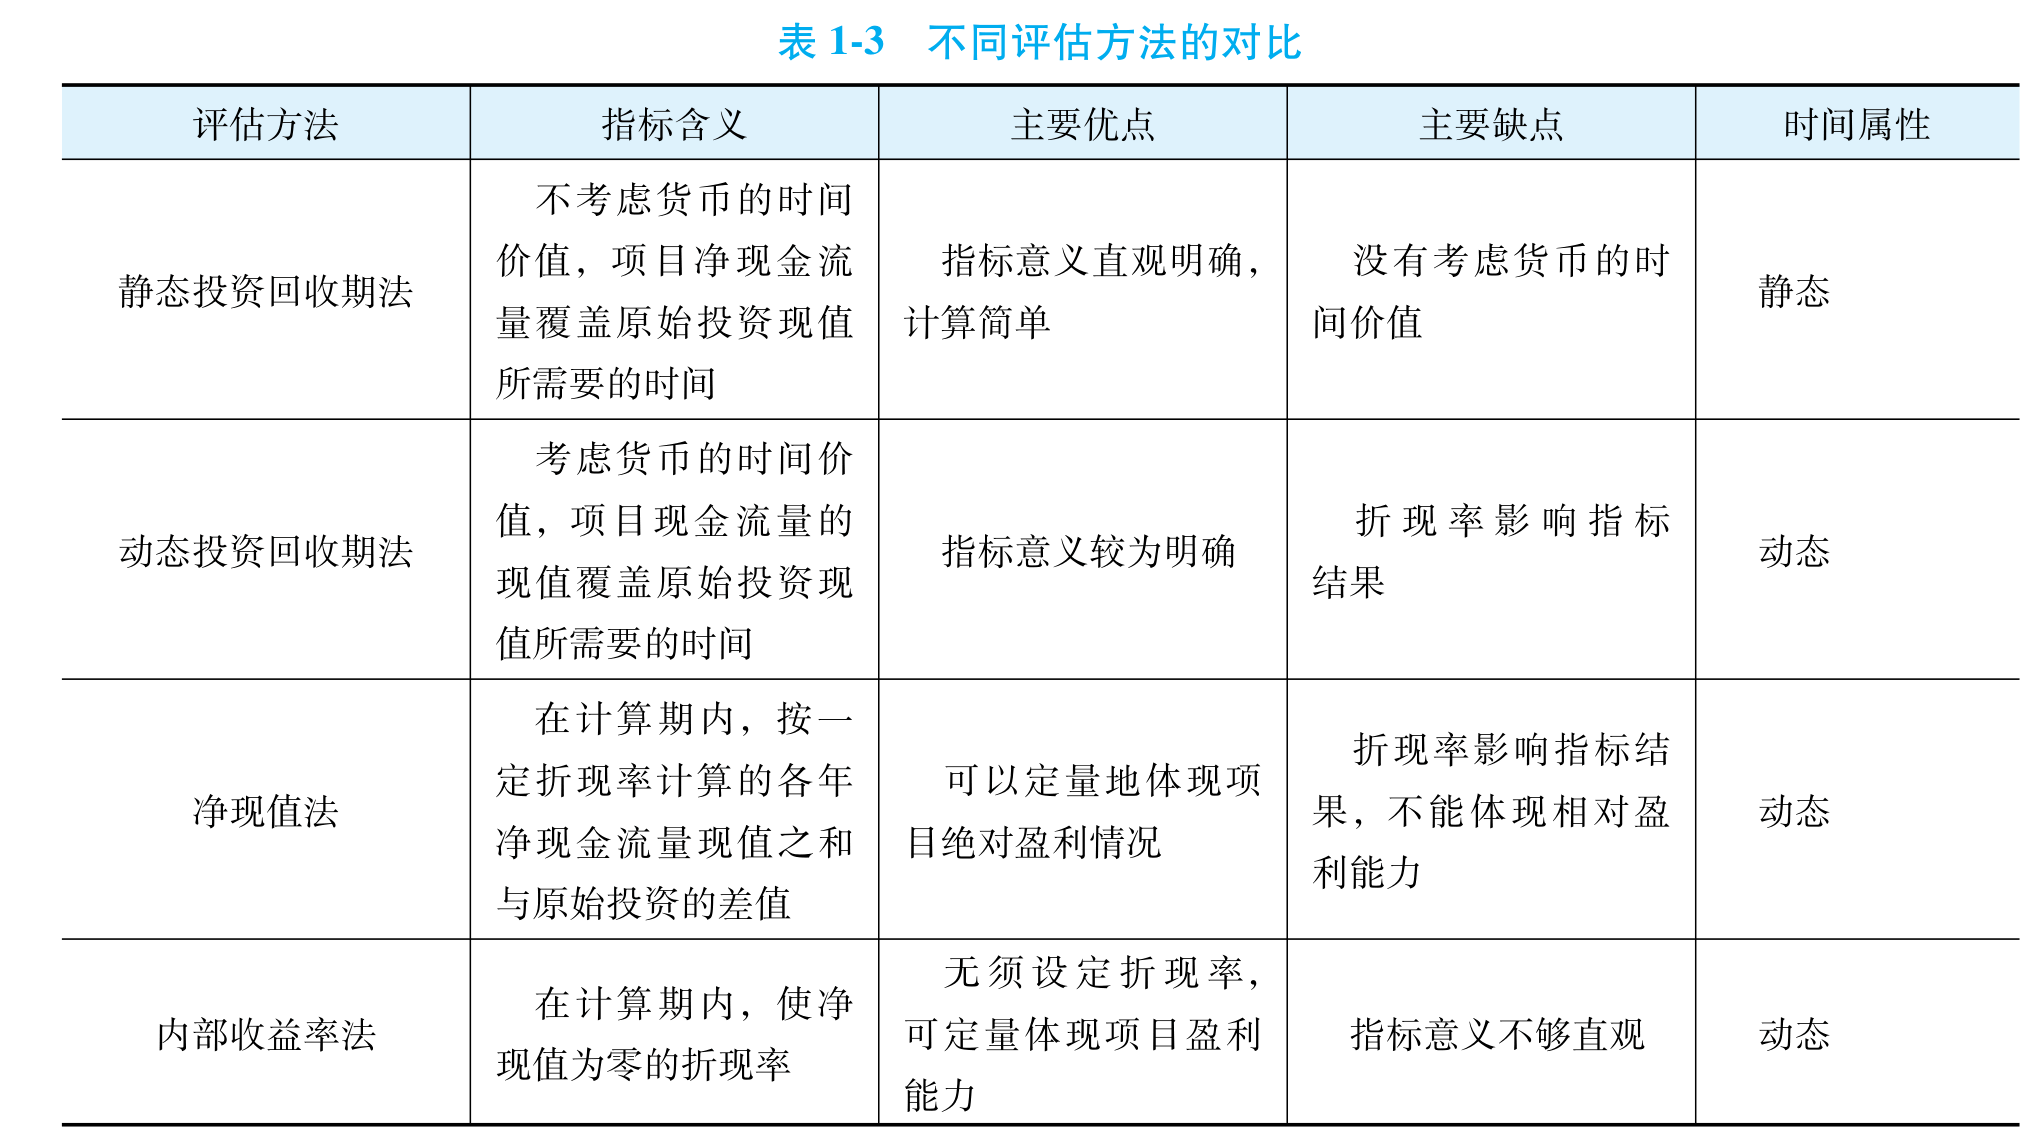 表 1-3 不同评估方法的对比
评估方法 指标含义 主要优点 主要缺点 时间属性
静态投资回收期法
不考虑货币的时间
价值，项目净现金流
量覆盖原始投资现值
所需要的时间
指标意义直观明确，
计算简单
没有考虑货币的时
间价值
静态
动态投资回收期法
考虑货币的时间价
值，项目现金流量的
现值覆盖原始投资现
值所需要的时间
指标意义较为明确
折现率影响指标
结果
动态
净现值法
在计算期内，按一
定折现率计算的各年
净现金流量现值之和
与原始投资的差值
可以定量地体现项
目绝对盈利情况
折现率影响指标结
果，不能体现相对盈
利能力
动态
内部收益率法
在计算期内，使净
现值为零的折现率
无须设定折现率，
可定量体现项目盈利
能力
指标意义不够直观
动态